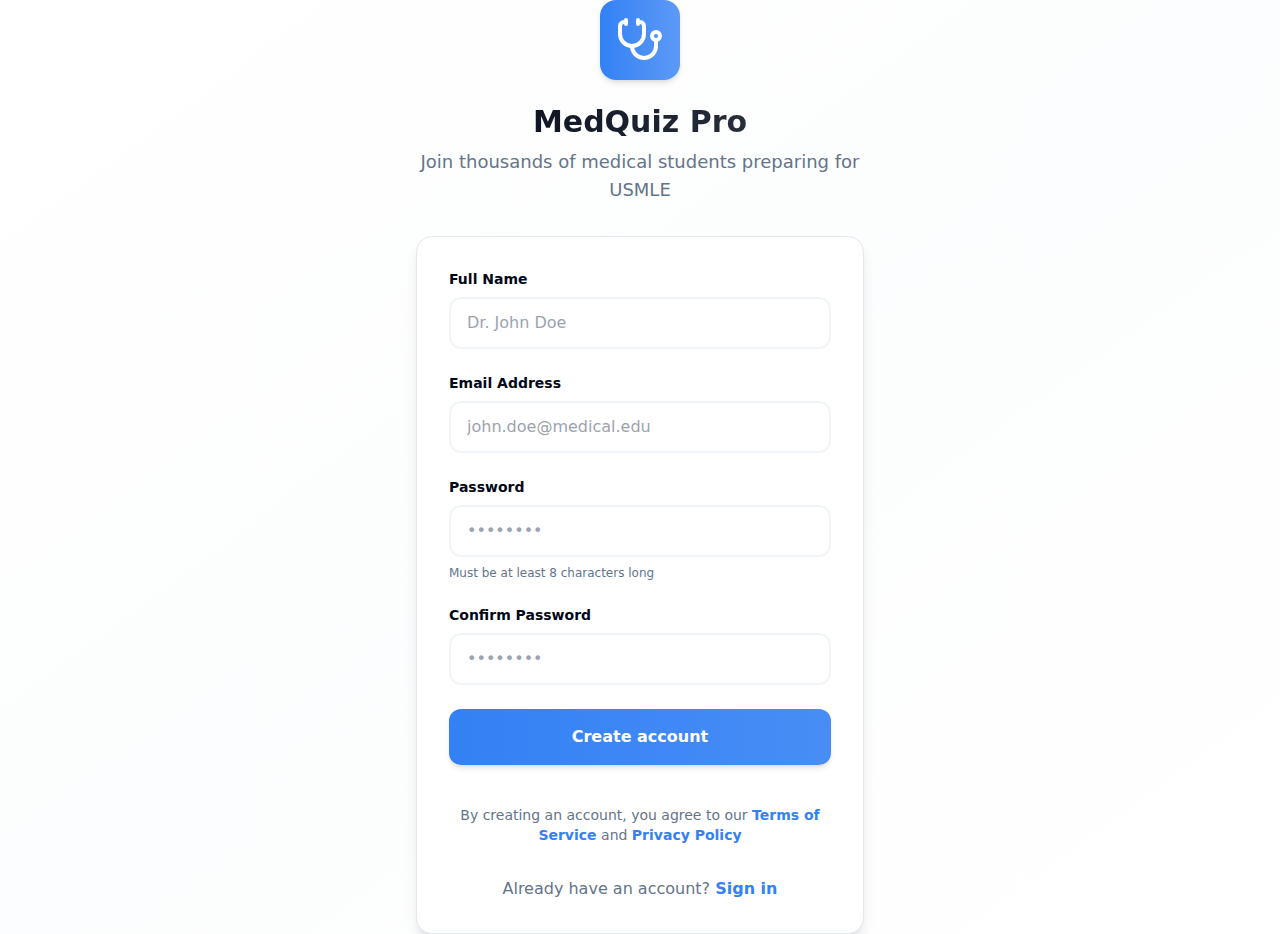 MedQuiz Pro
Join thousands of medical students preparing for
USMLE
Full Name
Dr. John Doe
Email Address
john.doe@medical.edu
Password
••••••••
Must be at least 8 characters long
Confirm Password
••••••••
Create account
By creating an account, you agree to our Terms of
Service and Privacy Policy
Already have an account? Sign in